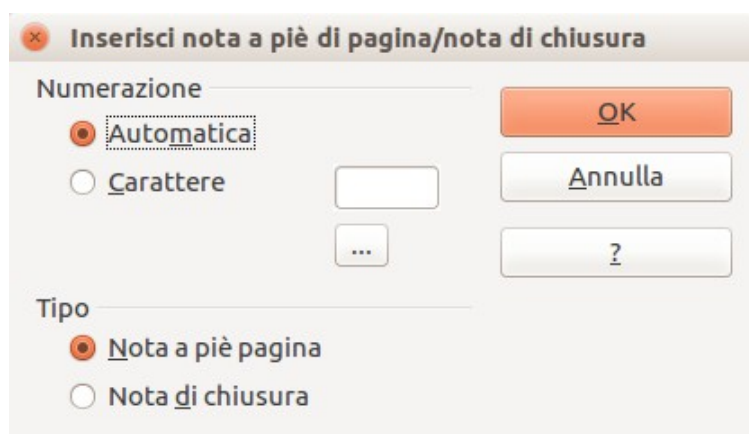 Inserisci nota a piè di pagina/nota di chiusura
Numerazione
Automatica
Carattere
...
OK
Annulla
?
Tipo
Nota a piè pagina
Nota di chiusura